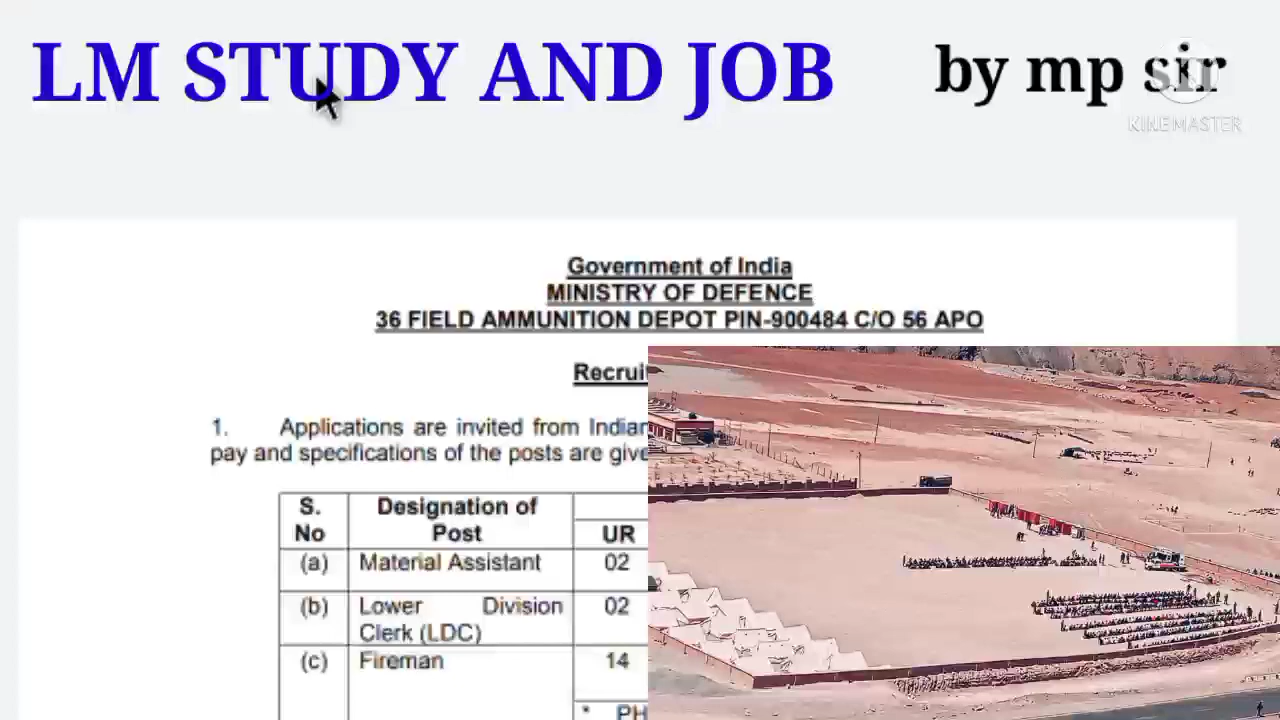 LM STUDY AND JOB by mp sir
KINEMASTER
Government of India
MINISTRY OF DEFENCE
36 FIELD AMMUNITION DEPOT PIN-900484 C/O 56 APO
Recruit
1. Applications are invited from Indian
pay and specifications of the posts are give
S. No Designation of Post UR
(a) Material Assistant 02
(b) Lower Division Clerk (LDC) 02
(c) Fireman 14
* PH